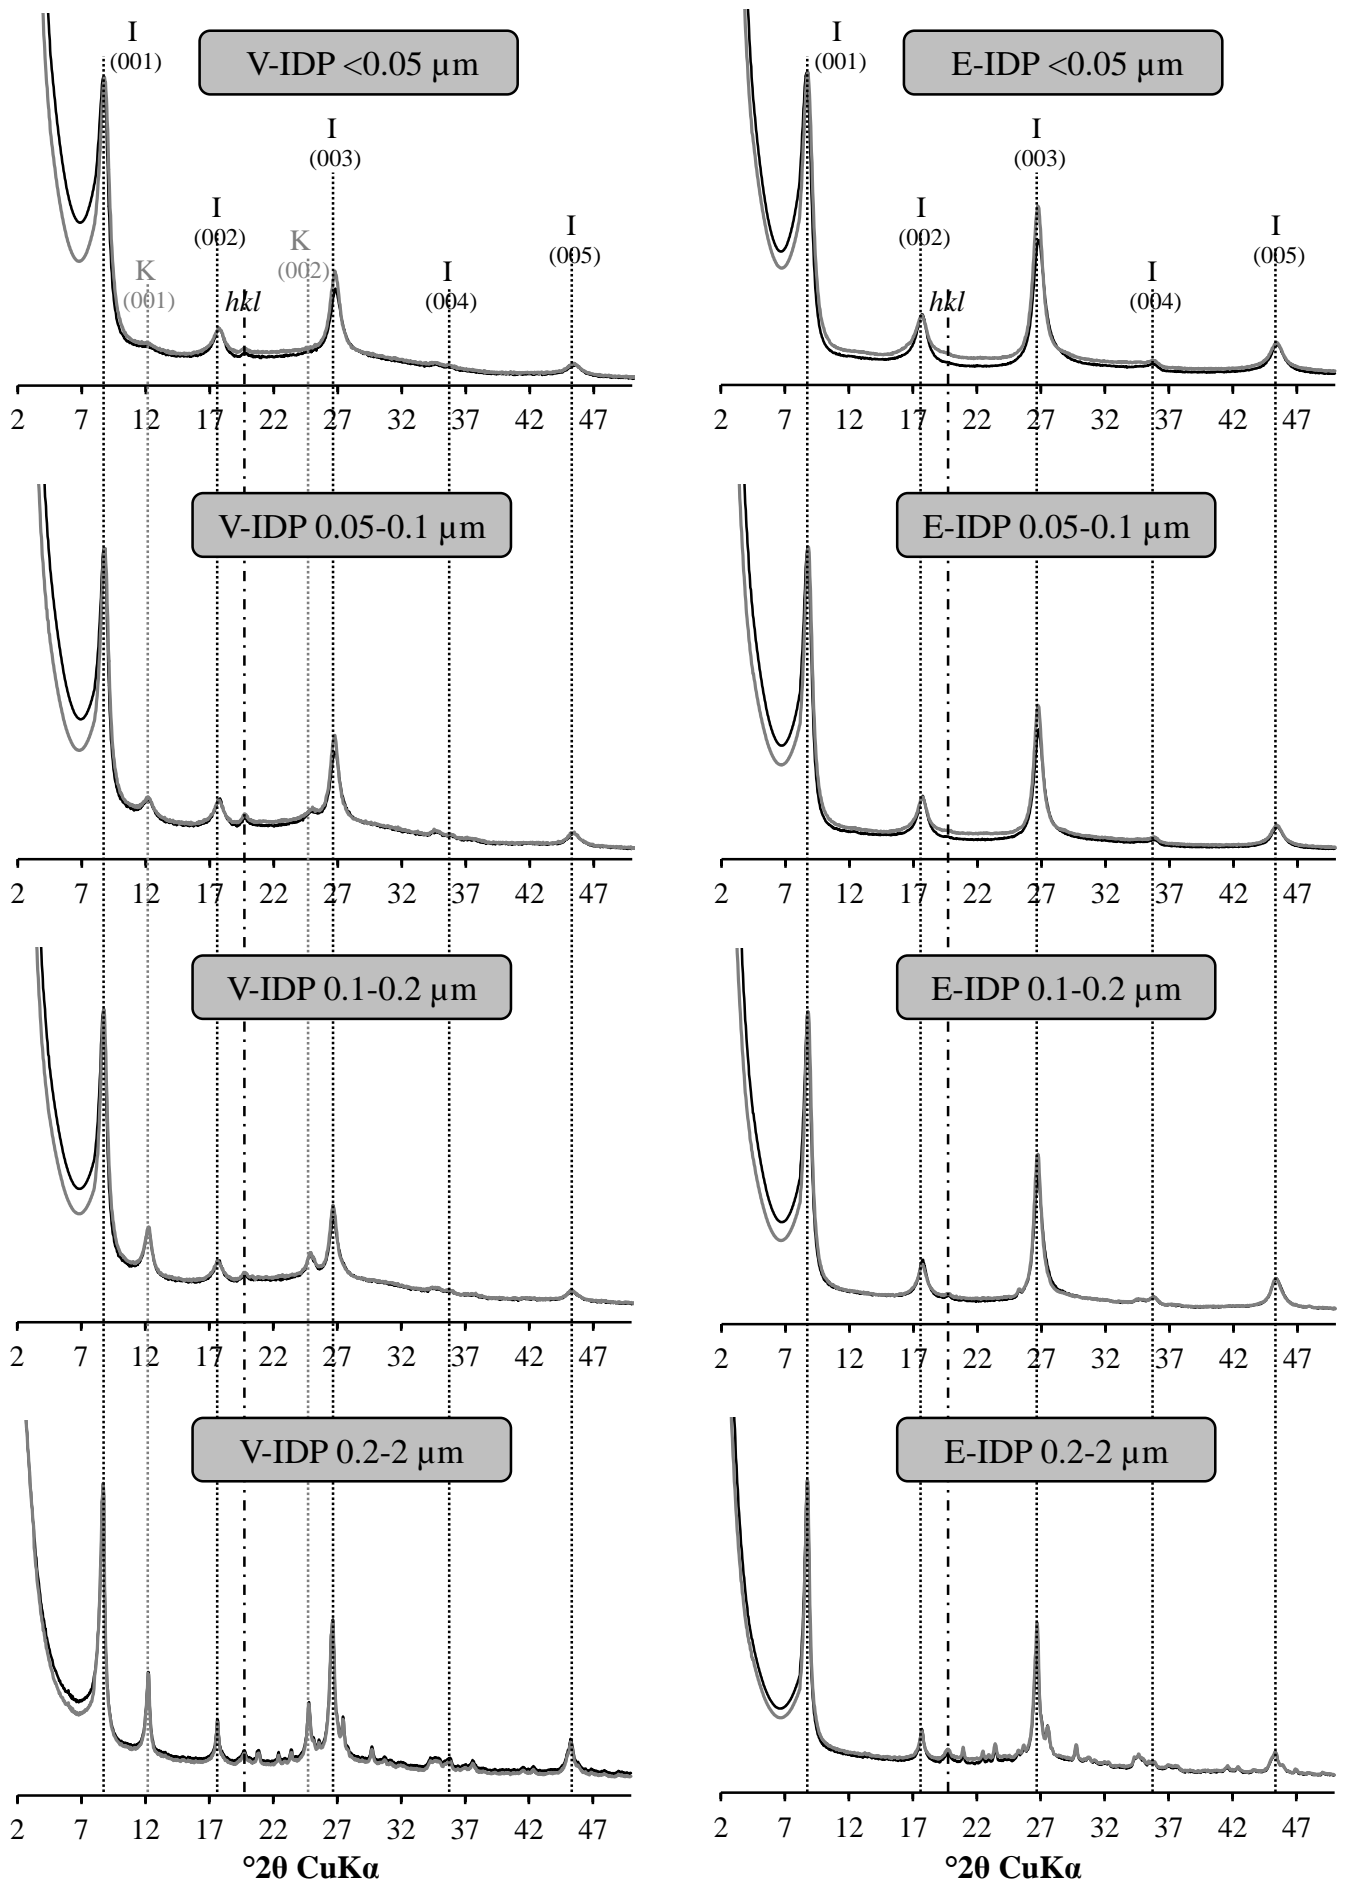 I
(001)
V-IDP <0.05 µm
I
(003)
I
(002)
K
(002)
I
(005)
K
(001)
hkl
I
(004)
2 7 12 17 22 27 32 37 42 47
I
(001)
E-IDP <0.05 µm
I
(003)
I
(002)
I
(005)
hkl
I
(004)
2 7 12 17 22 27 32 37 42 47
V-IDP 0.05-0.1 µm
2 7 12 17 22 27 32 37 42 47
E-IDP 0.05-0.1 µm
2 7 12 17 22 27 32 37 42 47
V-IDP 0.1-0.2 µm
2 7 12 17 22 27 32 37 42 47
E-IDP 0.1-0.2 µm
2 7 12 17 22 27 32 37 42 47
V-IDP 0.2-2 µm
2 7 12 17 22 27 32 37 42 47
°2θ CuKα
E-IDP 0.2-2 µm
2 7 12 17 22 27 32 37 42 47
°2θ CuKα